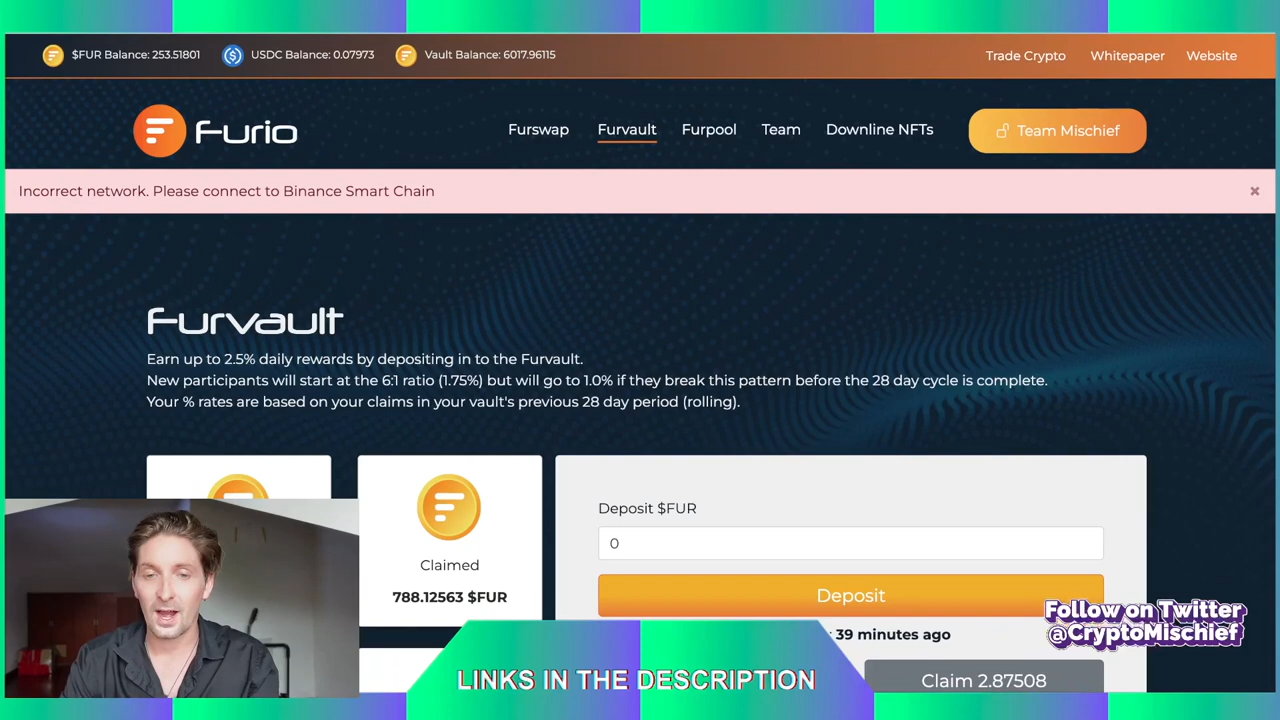 $FUR Balance: 253.51801 USDC Balance: 0.07973 Vault Balance: 6017.96115 Trade Crypto Whitepaper Website
Furio Furswap Furvault Furpool Team Downline NFTs Team Mischief
Incorrect network. Please connect to Binance Smart Chain ×
Furvault
Earn up to 2.5% daily rewards by depositing in to the Furvault.
New participants will start at the 6:1 ratio (1.75%) but will go to 1.0% if they break this pattern before the 28 day cycle is complete.
Your % rates are based on your claims in your vault's previous 28 day period (rolling).
Claimed
788.12563 $FUR
Deposit $FUR
0
Deposit
39 minutes ago
Claim 2.87508
Follow on Twitter
@CryptoMischief
LINKS IN THE DESCRIPTION